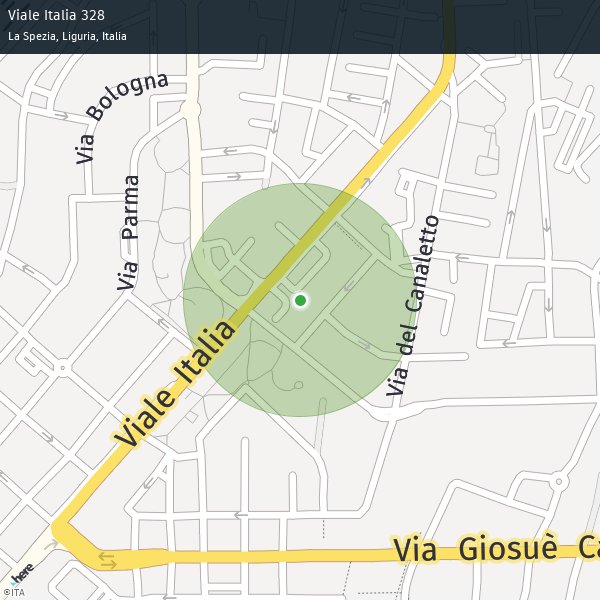 Viale Italia 328
La Spezia, Liguria, Italia
Via Bologna
Via Parma
Via del Canaletto
Viale Italia
Via Giosuè Ca
here
©ITA